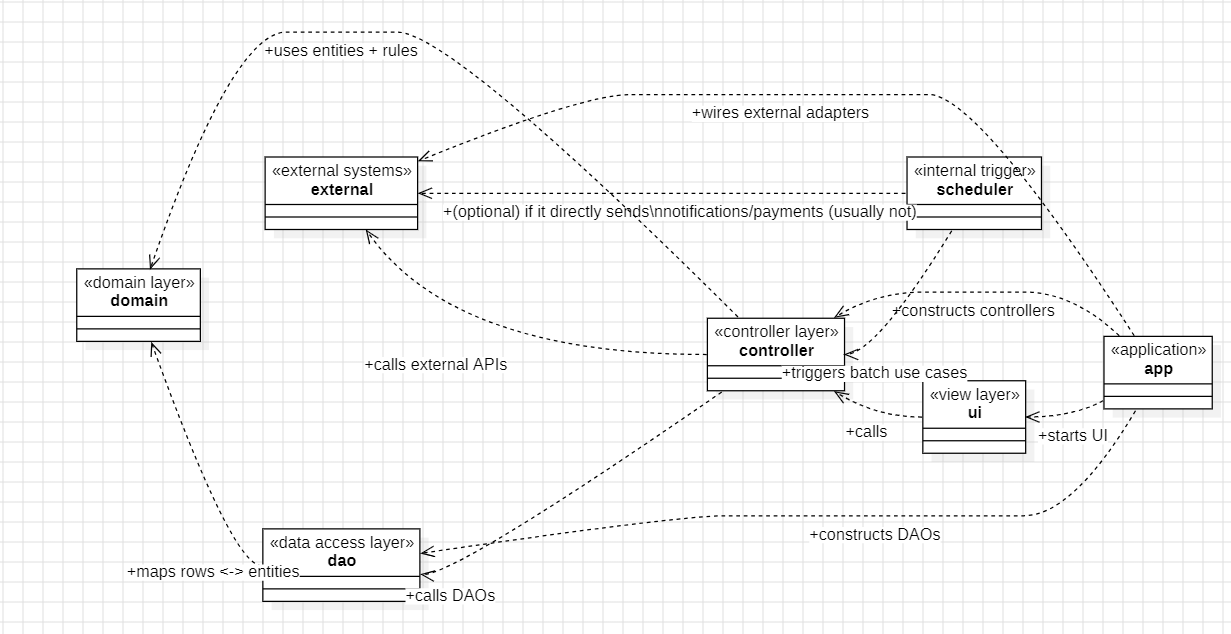 +uses entities + rules
+wires external adapters
«external systems»
external
«internal trigger»
scheduler
+(optional) if it directly sends\nnotifications/payments (usually not)
«domain layer»
domain
+constructs controllers
«controller layer»
controller
«application»
app
+calls external APIs
+triggers batch use cases
«view layer»
ui
+calls
+starts UI
+constructs DAOs
«data access layer»
dao
+maps rows <-> entities
+calls DAOs